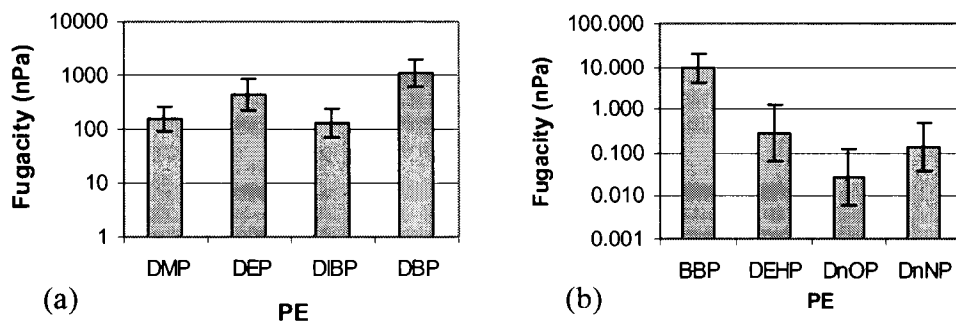 10000
1000
100
10
1
Fugacity (nPa)
DMP DEP DIBP DBP
PE
(a)
10.000
100.000
1.000
0.100
0.010
0.001
Fugacity (nPa)
BBP DEHP DnOP DnNP
PE
(b)